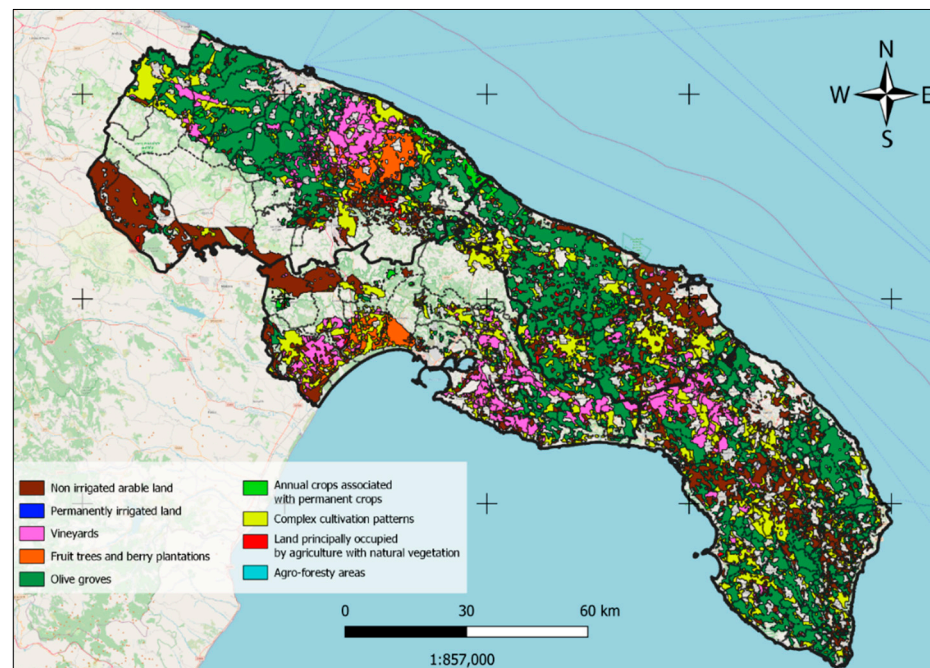 N
W E
S
Non irrigated arable land
Permanently irrigated land
Vineyards
Fruit trees and berry plantations
Olive groves
Annual crops associated
with permanent crops
Complex cultivation patterns
Land principally occupied
by agriculture with natural vegetation
Agro-foresty areas
0 30 60 km
1:857,000